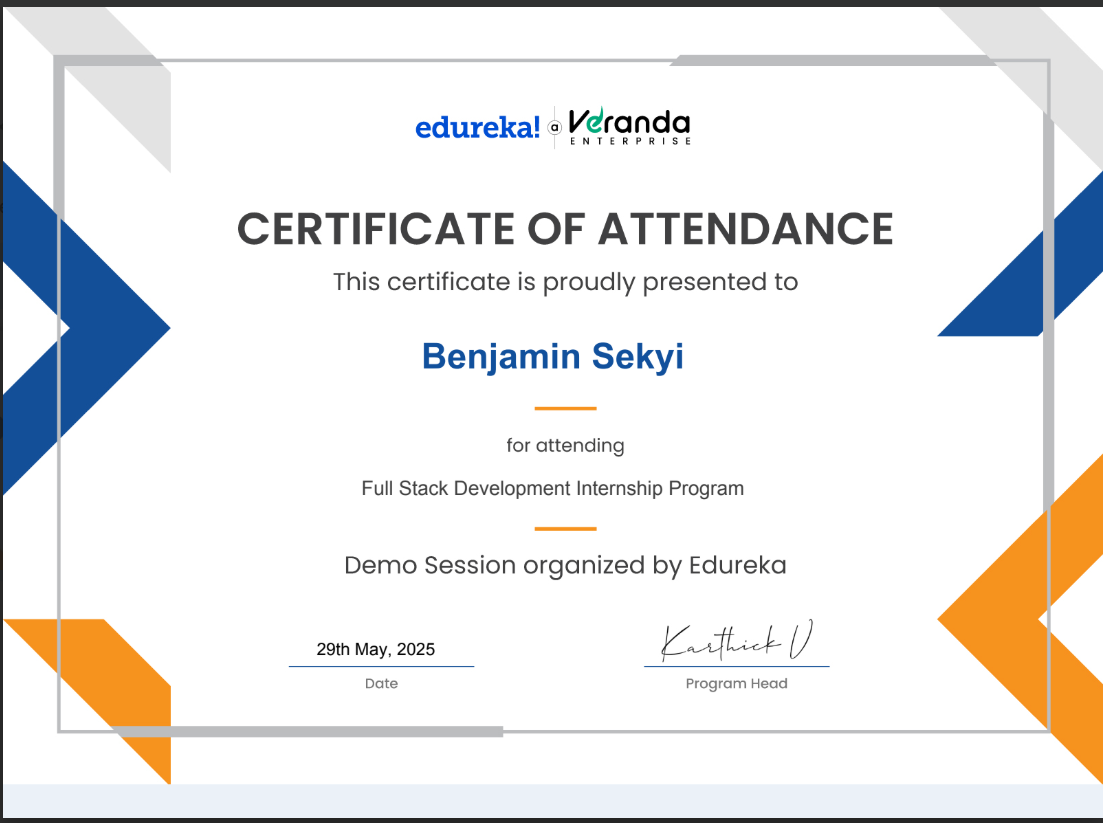 edureka! a Veranda
ENTERPRISE
CERTIFICATE OF ATTENDANCE
This certificate is proudly presented to
Benjamin Sekyi
for attending
Full Stack Development Internship Program
Demo Session organized by Edureka
29th May, 2025
Karthick V
Date
Program Head